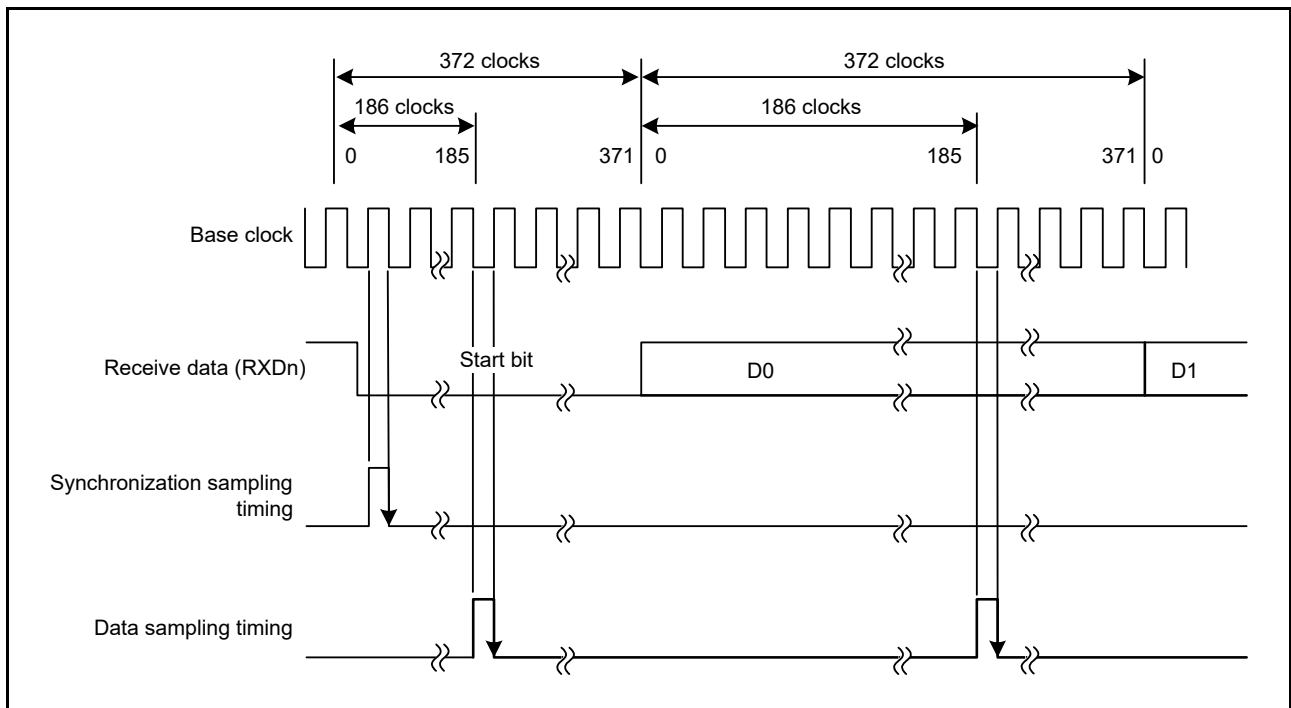 372 clocks
372 clocks
186 clocks
186 clocks
0
185
371
0
185
371
0
Base clock
Receive data (RXDn)
Start bit
D0
D1
Synchronization sampling
timing
Data sampling timing